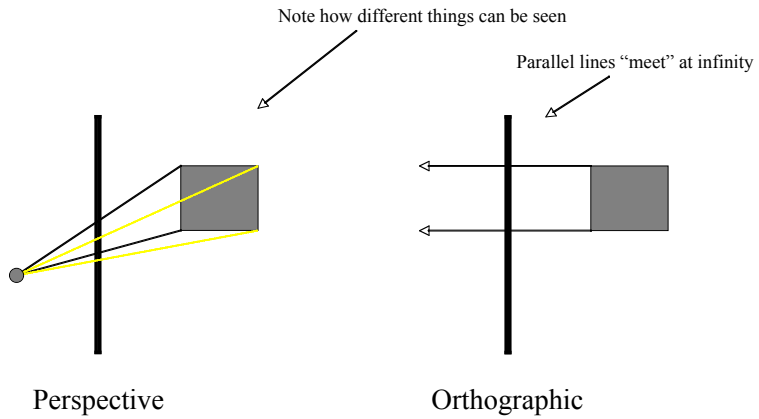 Note how different things can be seen
Parallel lines “meet” at infinity
Perspective
Orthographic